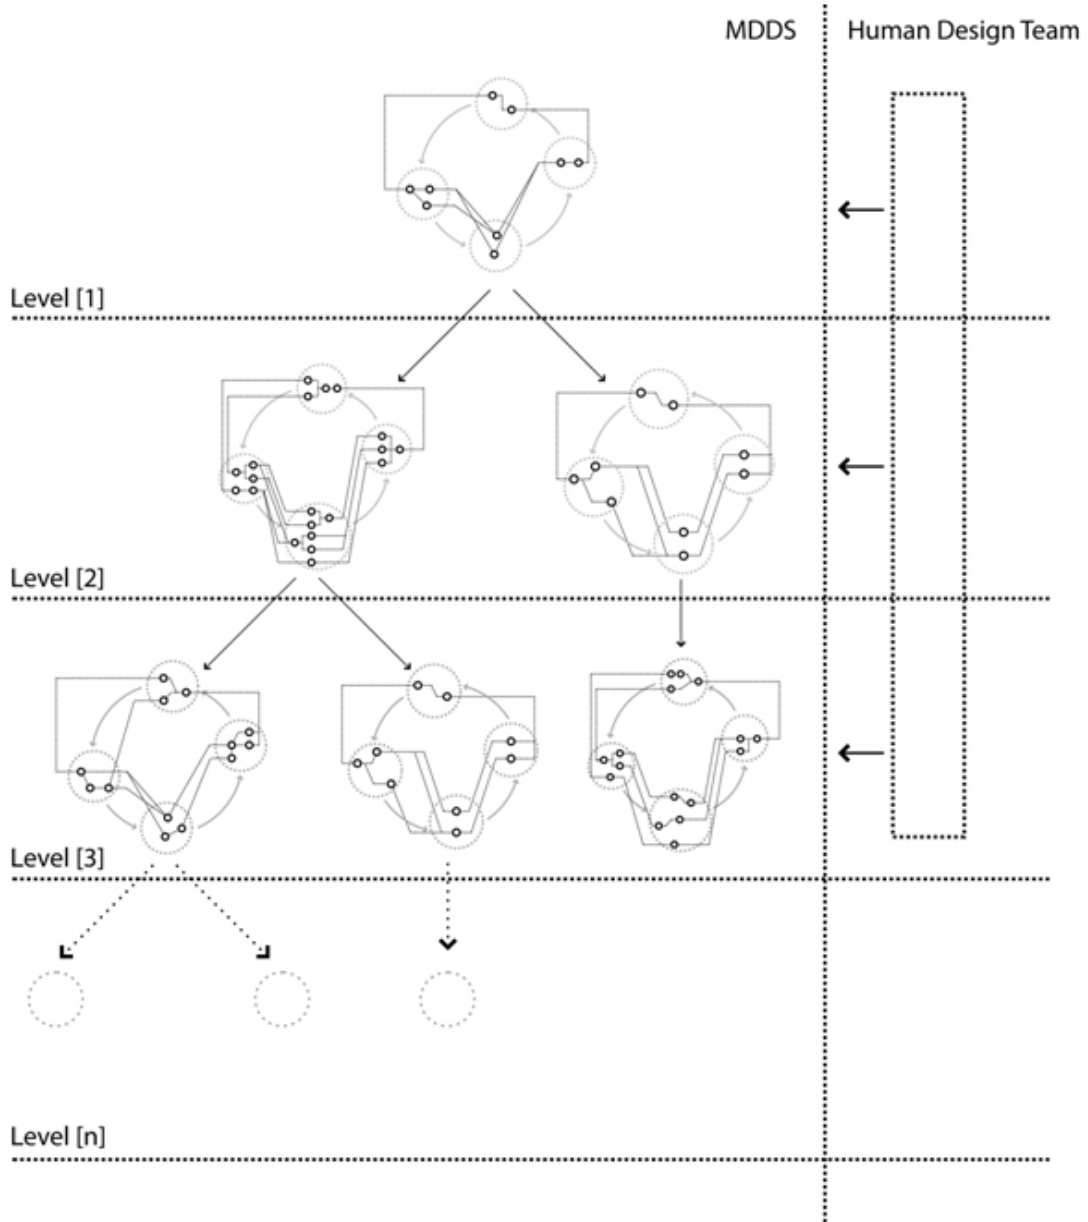 MDDS
Human Design Team
Level [1]
Level [2]
Level [3]
Level [n]